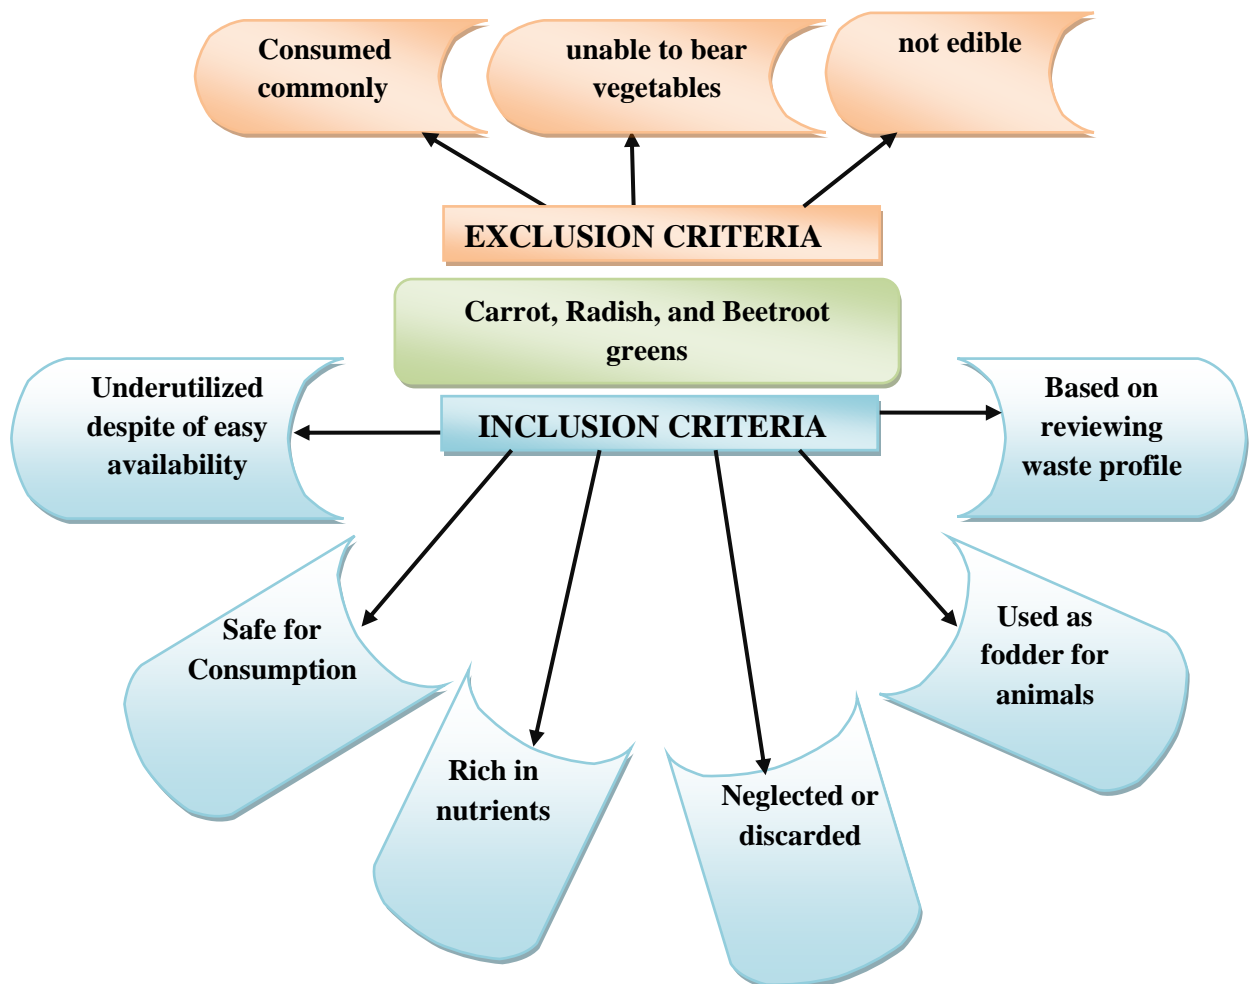 Consumed
commonly
unable to bear
vegetables
not edible
EXCLUSION CRITERIA
Carrot, Radish, and Beetroot
greens
INCLUSION CRITERIA
Underutilized
despite of easy
availability
Based on
reviewing
waste profile
Safe for
Consumption
Used as
fodder for
animals
Rich in
nutrients
Neglected or
discarded